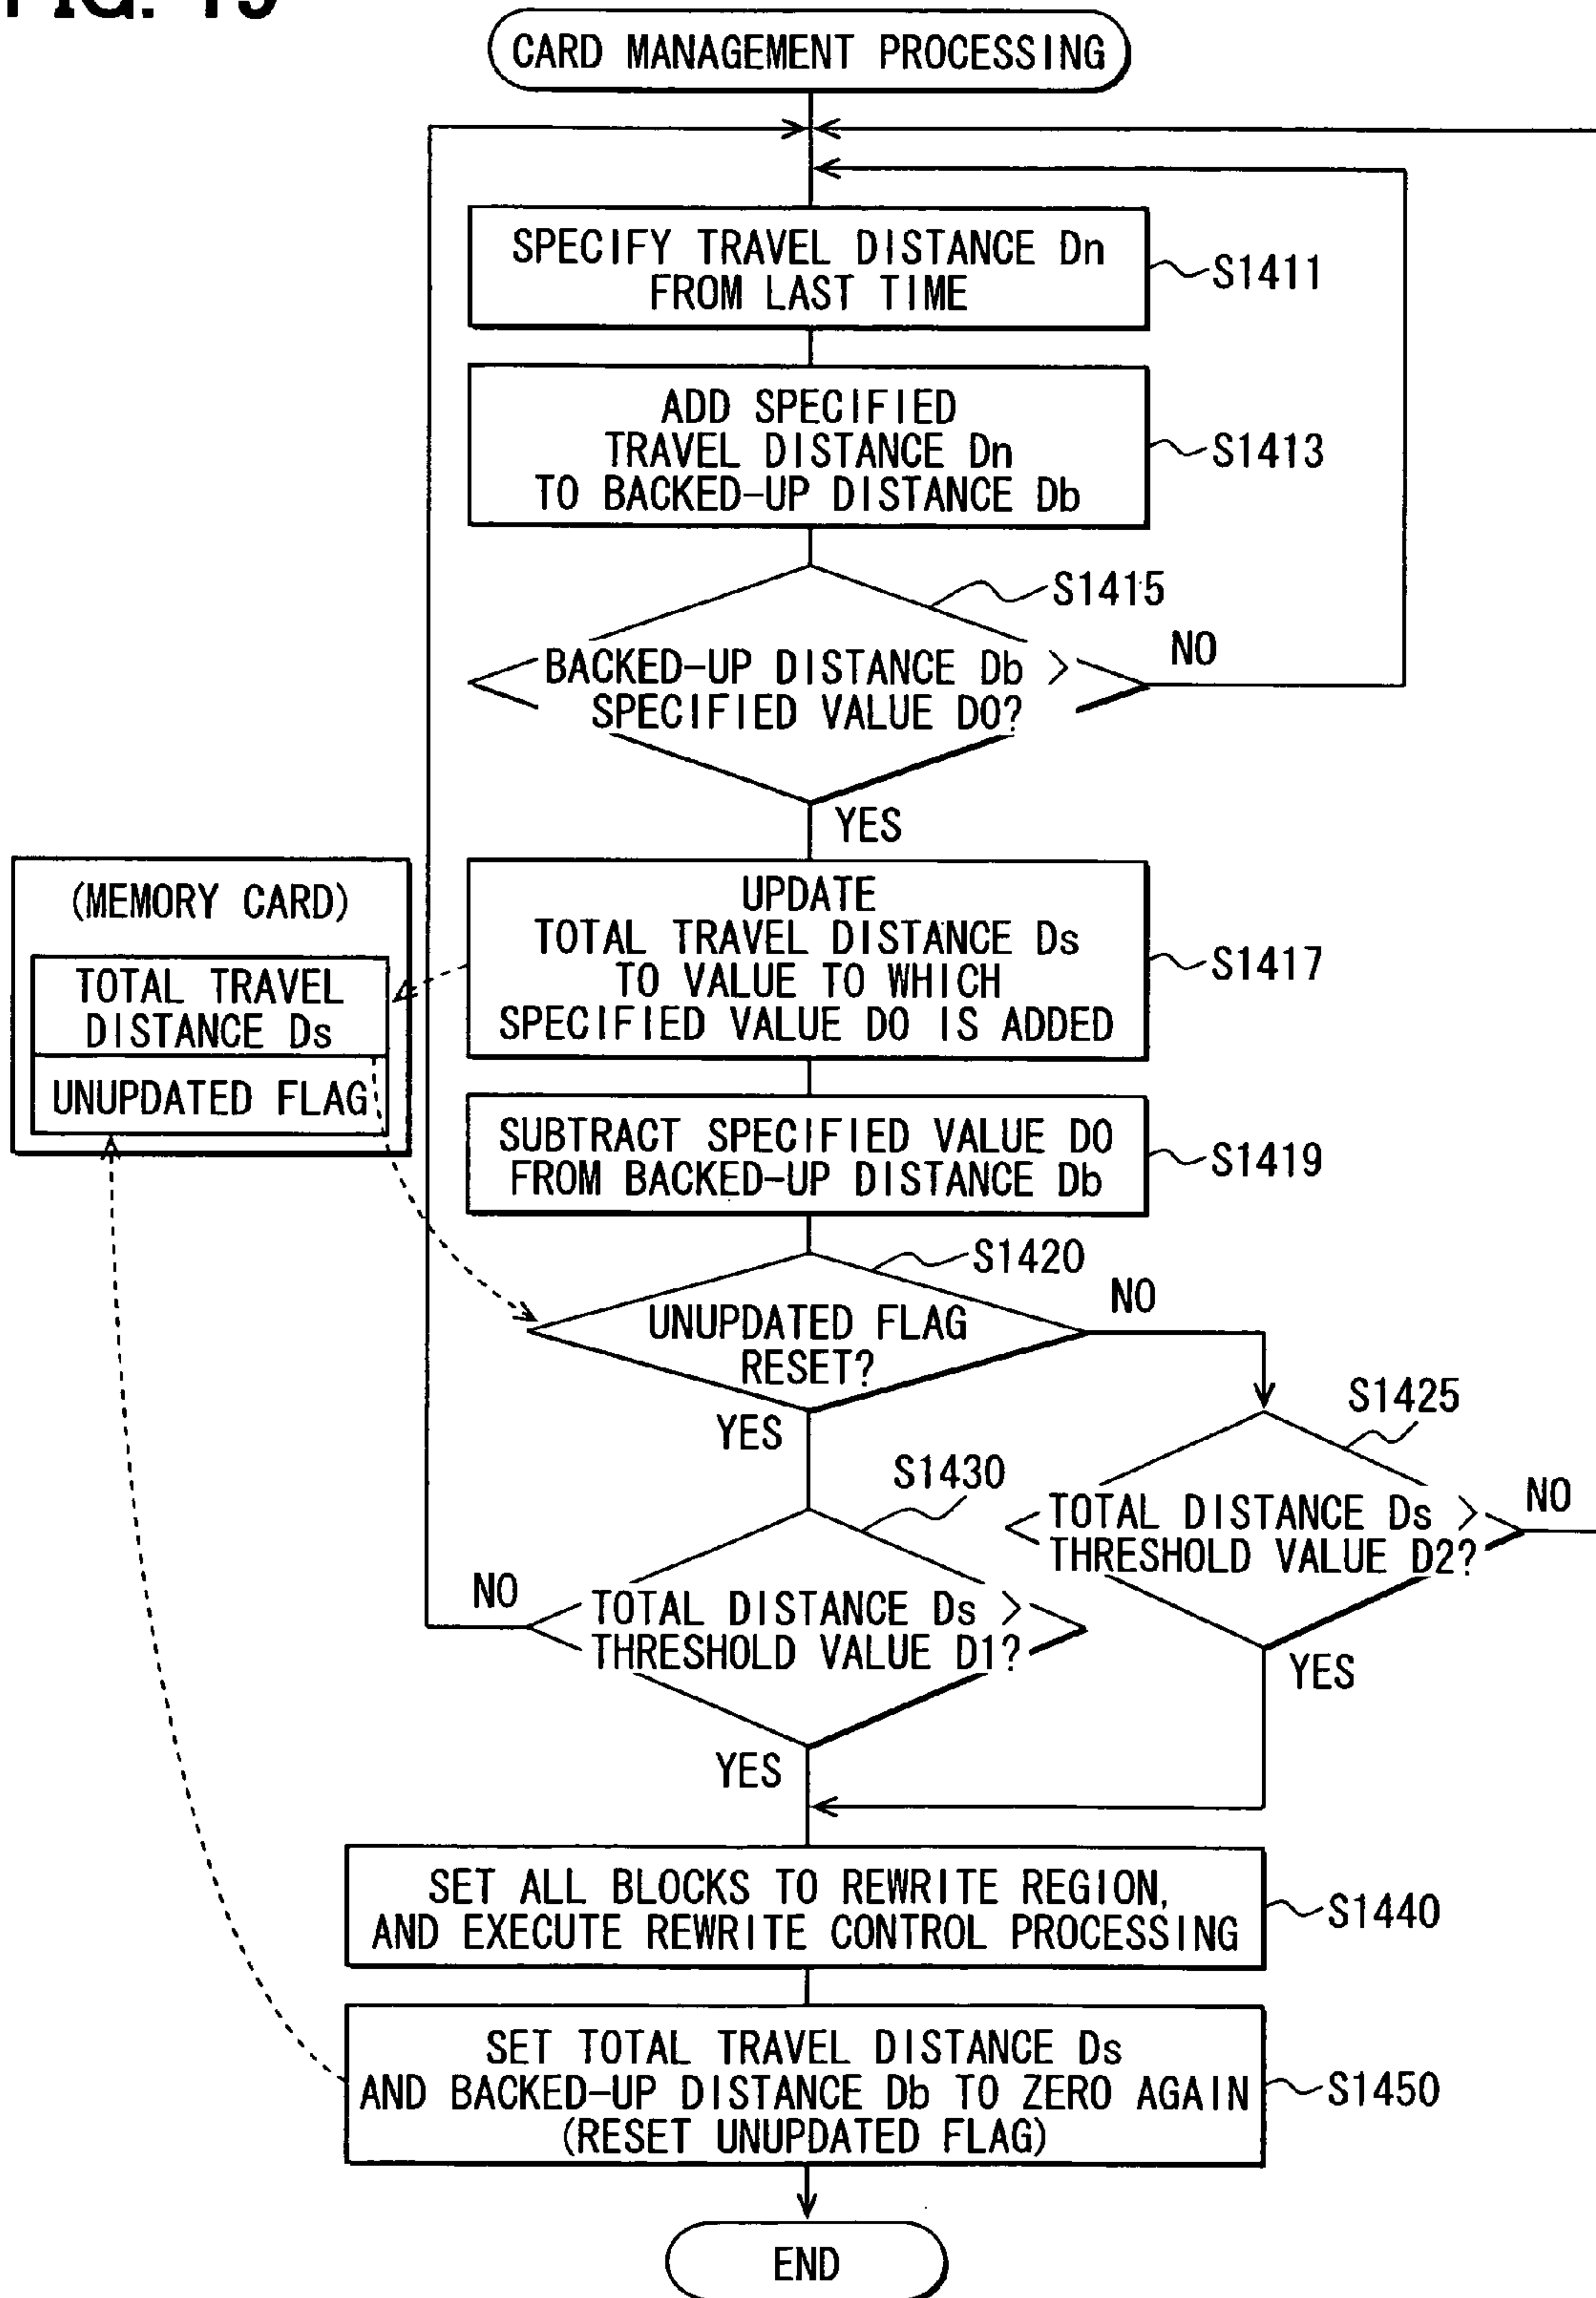 CARD MANAGEMENT PROCESSING
SPECIFY TRAVEL DISTANCE Dn
FROM LAST TIME
S1411
ADD SPECIFIED
TRAVEL DISTANCE Dn
TO BACKED-UP DISTANCE Db
S1413
S1415
BACKED-UP DISTANCE Db >
SPECIFIED VALUE D0?
NO
YES
(MEMORY CARD)
TOTAL TRAVEL
DISTANCE Ds
UNUPDATED FLAG
UPDATE
TOTAL TRAVEL DISTANCE Ds
TO VALUE TO WHICH
SPECIFIED VALUE D0 IS ADDED
S1417
SUBTRACT SPECIFIED VALUE D0
FROM BACKED-UP DISTANCE Db
S1419
S1420
UNUPDATED FLAG
RESET?
NO
YES
S1425
TOTAL DISTANCE Ds >
THRESHOLD VALUE D2?
NO
YES
S1430
TOTAL DISTANCE Ds >
THRESHOLD VALUE D1?
NO
YES
SET ALL BLOCKS TO REWRITE REGION,
AND EXECUTE REWRITE CONTROL PROCESSING
S1440
SET TOTAL TRAVEL DISTANCE Ds
AND BACKED-UP DISTANCE Db TO ZERO AGAIN
(RESET UNUPDATED FLAG)
S1450
END